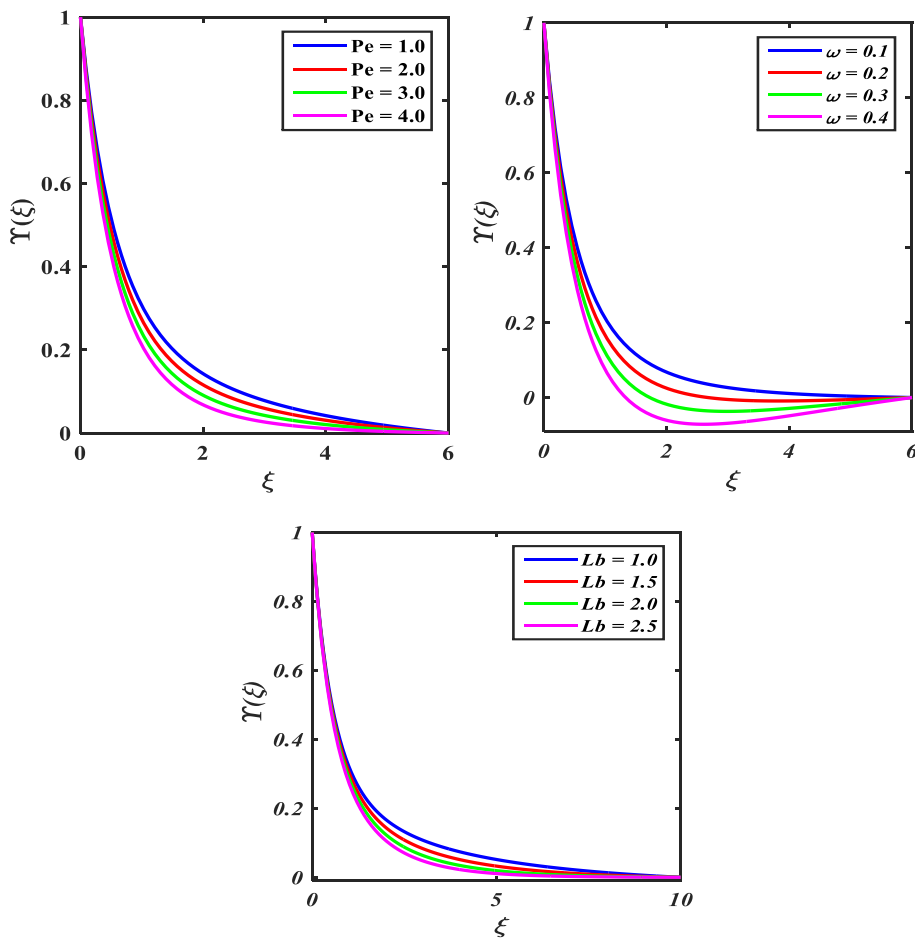 1
0.8
0.6
0.4
0.2
0
0 2 4 6
ϒ(ξ)
ξ
Pe = 1.0
Pe = 2.0
Pe = 3.0
Pe = 4.0
1
0.8
0.6
0.4
0.2
0
0 2 4 6
ϒ(ξ)
ξ
ω = 0.1
ω = 0.2
ω = 0.3
ω = 0.4
1
0.8
0.6
0.4
0.2
0
0 5 10
ϒ(ξ)
ξ
Lb = 1.0
Lb = 1.5
Lb = 2.0
Lb = 2.5